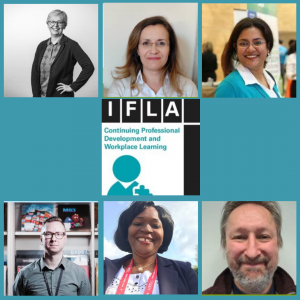 IFLA
Continuing Professional
Development and
Workplace Learning